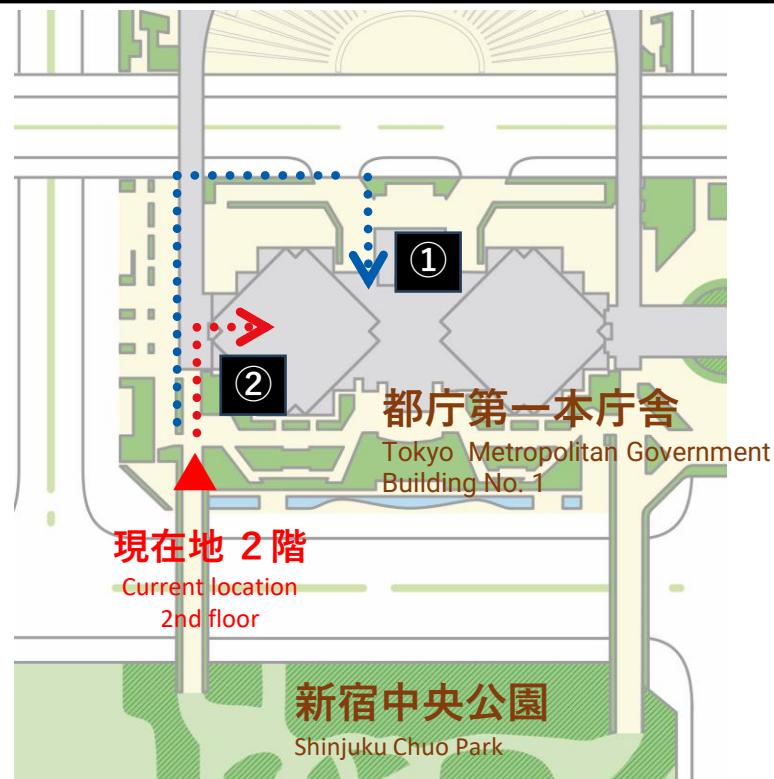 ①
②
都庁第一本庁舎
Tokyo Metropolitan Government
Building No. 1
現在地 2階
Current location
2nd floor
新宿中央公園
Shinjuku Chuo Park